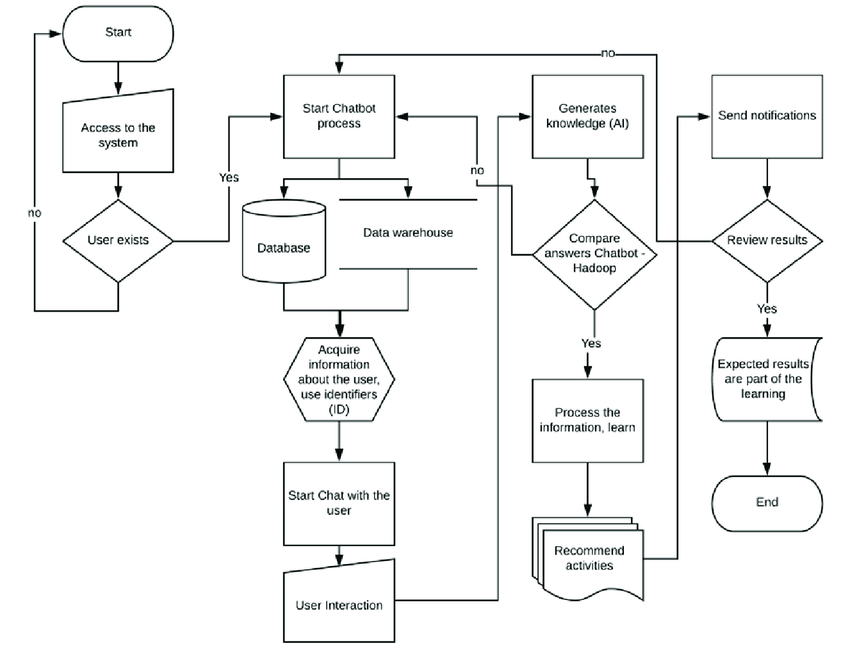 Start
Access to the
system
User exists
no
Yes
Start Chatbot
process
Database
Data warehouse
Acquire
information
about the user,
use identifiers
(ID)
Start Chat with the
user
User Interaction
no
no
Generates
knowledge (AI)
Compare
answers Chatbot -
Hadoop
Yes
Process the
information, learn
Recommend
activities
Send notifications
Review results
Yes
Expected results
are part of the
learning
End